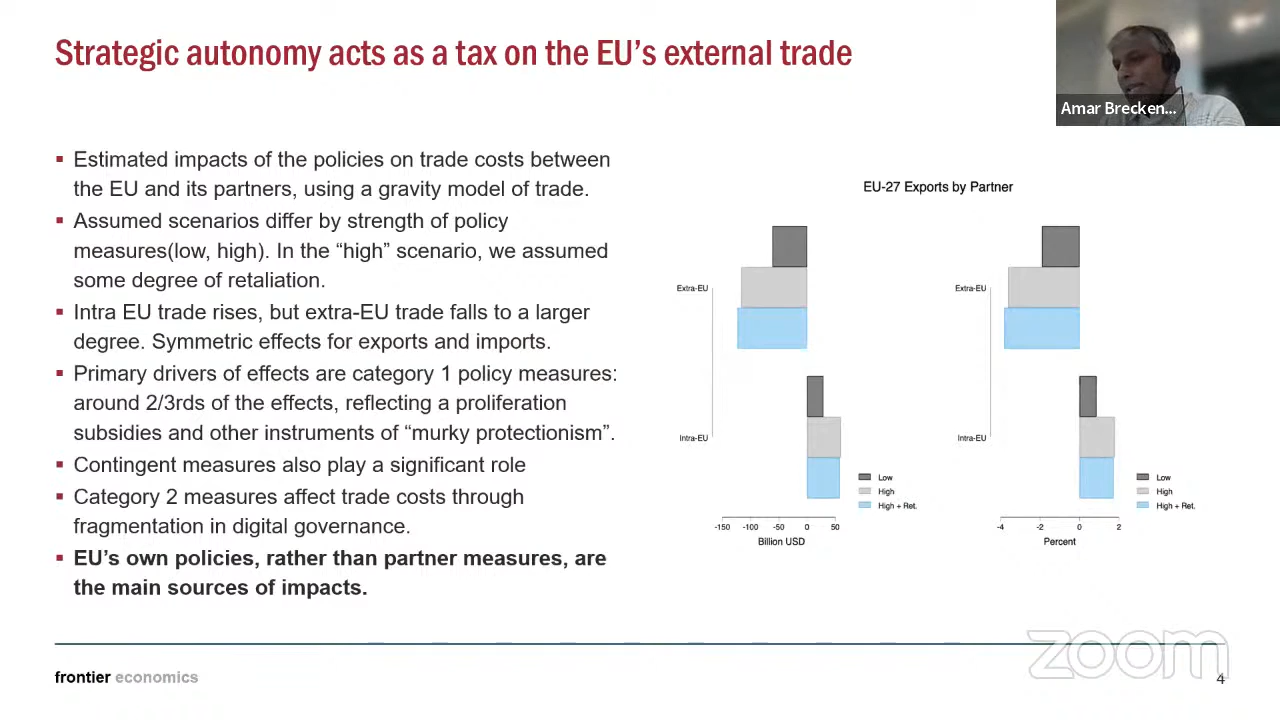 Strategic autonomy acts as a tax on the EU’s external trade
Amar Brecken...
▪ Estimated impacts of the policies on trade costs between
the EU and its partners, using a gravity model of trade.
▪ Assumed scenarios differ by strength of policy
measures(low, high). In the “high” scenario, we assumed
some degree of retaliation.
▪ Intra EU trade rises, but extra-EU trade falls to a larger
degree. Symmetric effects for exports and imports.
▪ Primary drivers of effects are category 1 policy measures:
around 2/3rds of the effects, reflecting a proliferation
subsidies and other instruments of “murky protectionism”.
▪ Contingent measures also play a significant role
▪ Category 2 measures affect trade costs through
fragmentation in digital governance.
▪ EU’s own policies, rather than partner measures, are
the main sources of impacts.
EU-27 Exports by Partner
Extra-EU
Intra-EU
Low
High
High + Ret.
-150 -100 -50 0 50
Billion USD
Extra-EU
Intra-EU
Low
High
High + Ret.
-4 -2 0 2
Percent
zoom
frontier economics
4